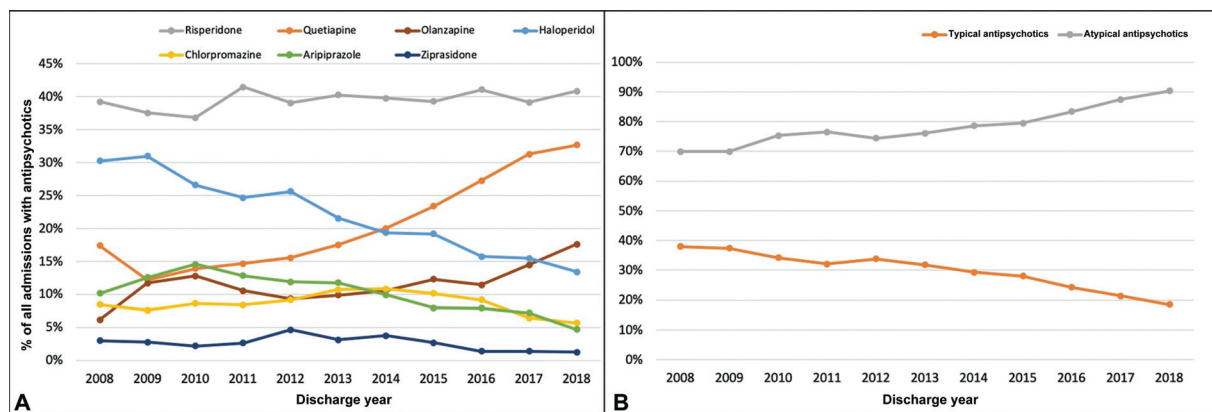 Risperidone Quetiapine Olanzapine Haloperidol
Chlorpromazine Aripiprazole Ziprasidone
% of all admissions with antipsychotics
45%
40%
35%
30%
25%
20%
15%
10%
5%
0%
2008 2009 2010 2011 2012 2013 2014 2015 2016 2017 2018
Discharge year
A
Typical antipsychotics Atypical antipsychotics
100%
90%
80%
70%
60%
50%
40%
30%
20%
10%
0%
2008 2009 2010 2011 2012 2013 2014 2015 2016 2017 2018
Discharge year
B